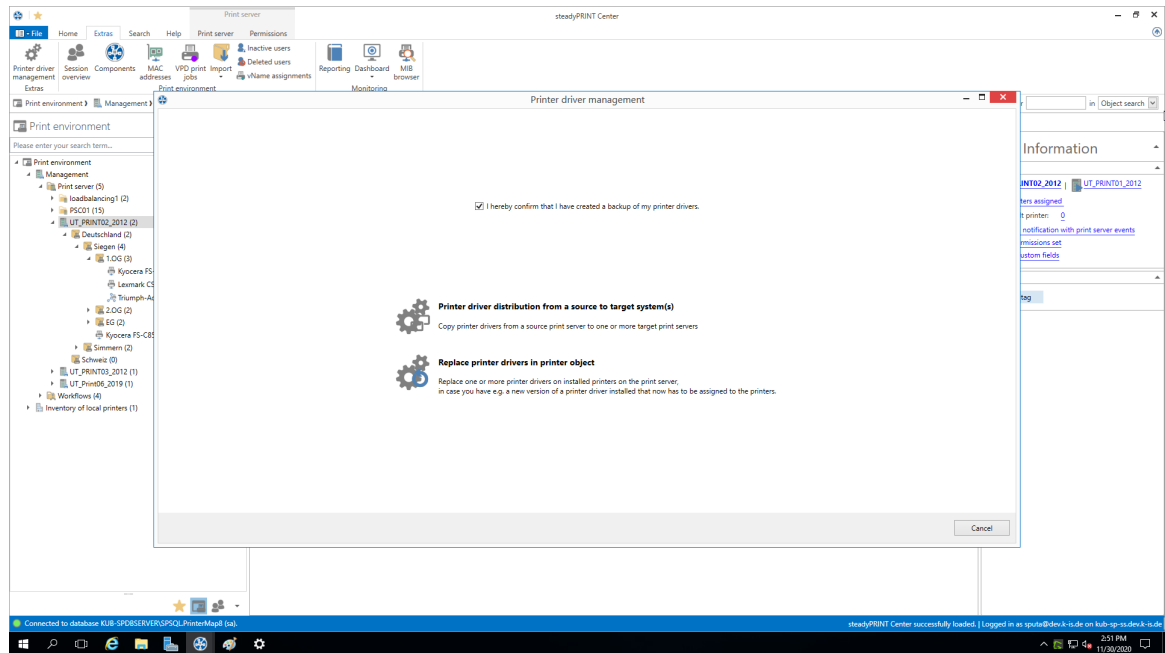 Print server
steadyPRINT Center
File
Home
Extras
Search
Help
Print server
Permissions
Printer driver
management
Session
overview
Components
MAC
addresses
VPD print
jobs
Import
Inactive users
Deleted users
vName assignments
Reporting
Dashboard
MIB
browser
Extras
Print environment
Monitoring
Print environment
Management
in
Object search
Printer driver management
Print environment
Please enter your search term...
Print environment
Management
Print server (5)
loadbalancing1 (2)
PSC01 (15)
UT_PRINT02_2012 (2)
Deutschland (2)
Siegen (4)
1.OG (3)
Kyocera FS-
Lexmark CS
Triumph-Ad
2.OG (2)
EG (2)
Kyocera FS-C85
Simmern (2)
Schweiz (0)
UT_PRINT03_2012 (1)
UT_Print06_2019 (1)
Workflows (4)
Inventory of local printers (1)
I hereby confirm that I have created a backup of my printer drivers.
Printer driver distribution from a source to target system(s)
Copy printer drivers from a source print server to one or more target print servers
Replace printer drivers in printer object
Replace one or more printer drivers on installed printers on the print server,
in case you have e.g. a new version of a printer driver installed that now has to be assigned to the printers.
Cancel
Information
INT02_2012 | UT_PRINT01_2012
ters assigned
lt printer: 0
notification with print server events
rmissions set
ustom fields
tag
Connected to database KUB-SPDBSERVER\SPSQL.PrinterMap8 (sa).
steadyPRINT Center successfully loaded. | Logged in as sputa@dev.k-is.de on kub-sp-ss.dev.k-is.de
2:51 PM
11/30/2020